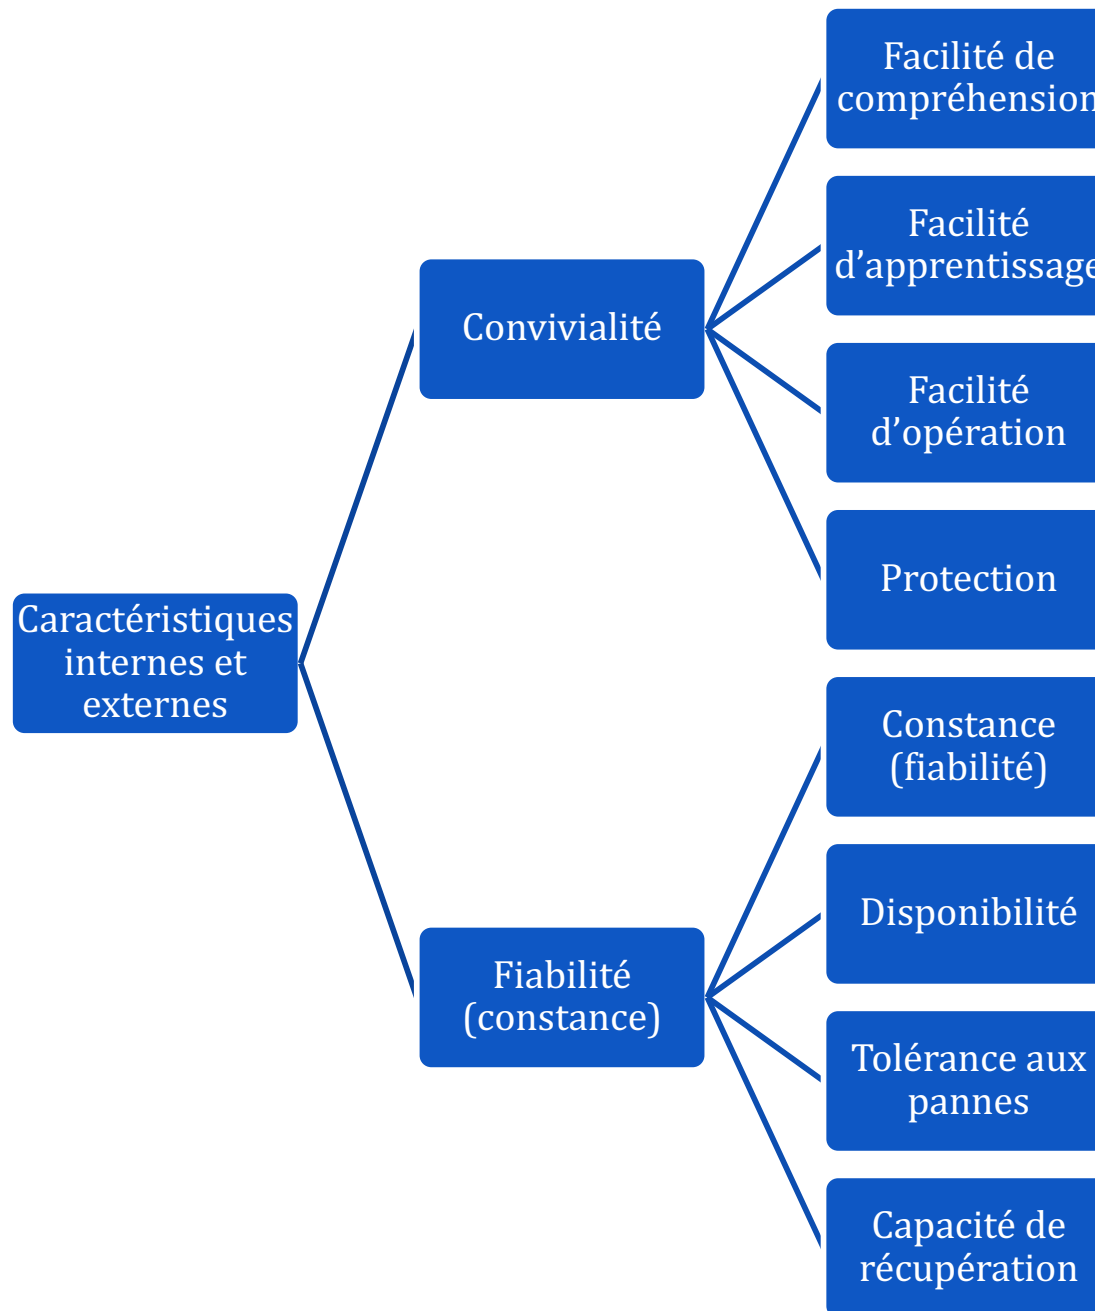 Facilité de
compréhension
Facilité
d’apprentissage
Convivialité
Facilité
d’opération
Protection
Caractéristiques
internes et
externes
Constance
(fiabilité)
Disponibilité
Fiabilité
(constance)
Tolérance aux
pannes
Capacité de
récupération